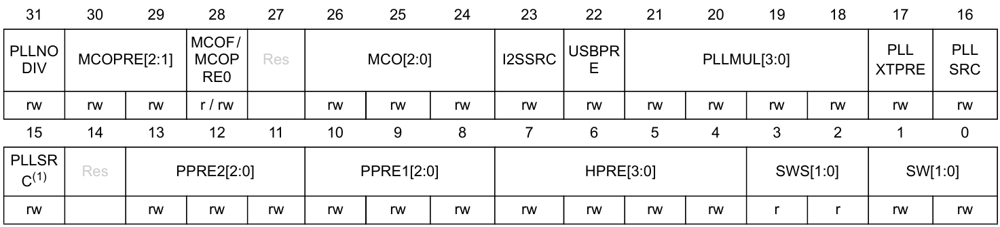 31 30 29 28 27 26 25 24 23 22 21 20 19 18 17 16
PLLNO
DIV
MCOPRE[2:1]
MCOF/
MCOP
RE0
Res
MCO[2:0]
I2SSRC
USBPR
E
PLLMUL[3:0]
PLL
XTPRE
PLL
SRC
rw rw rw r / rw rw rw rw rw rw rw rw rw rw rw rw
15 14 13 12 11 10 9 8 7 6 5 4 3 2 1 0
PLLSR
C(1)
Res
PPRE2[2:0]
PPRE1[2:0]
HPRE[3:0]
SWS[1:0]
SW[1:0]
rw rw rw rw rw rw rw rw rw rw rw r r rw rw